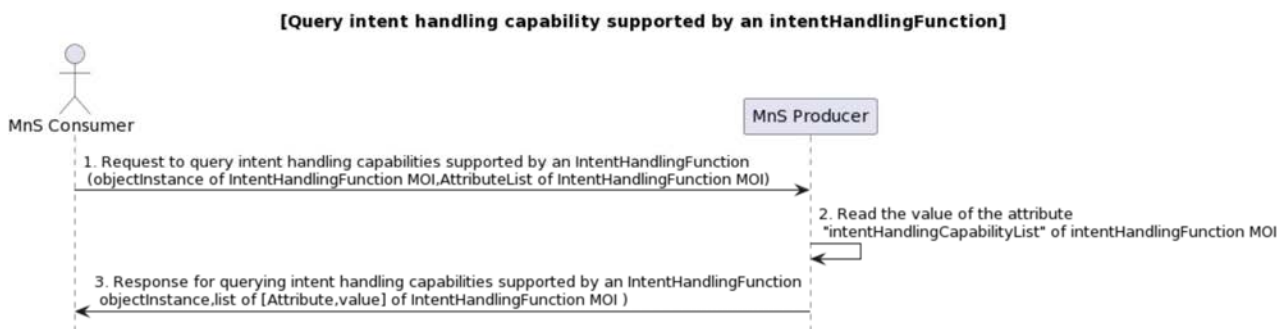 [Query intent handling capability supported by an intentHandlingFunction]
MnS Consumer
MnS Producer
1. Request to query intent handling capabilities supported by an IntentHandlingFunction
(objectInstance of IntentHandlingFunction MOI,AttributeList of IntentHandlingFunction MOI)
2. Read the value of the attribute
"intentHandlingCapabilityList" of intentHandlingFunction MOI
3. Response for querying intent handling capabilities supported by an IntentHandlingFunction
objectInstance,list of [Attribute,value] of IntentHandlingFunction MOI )